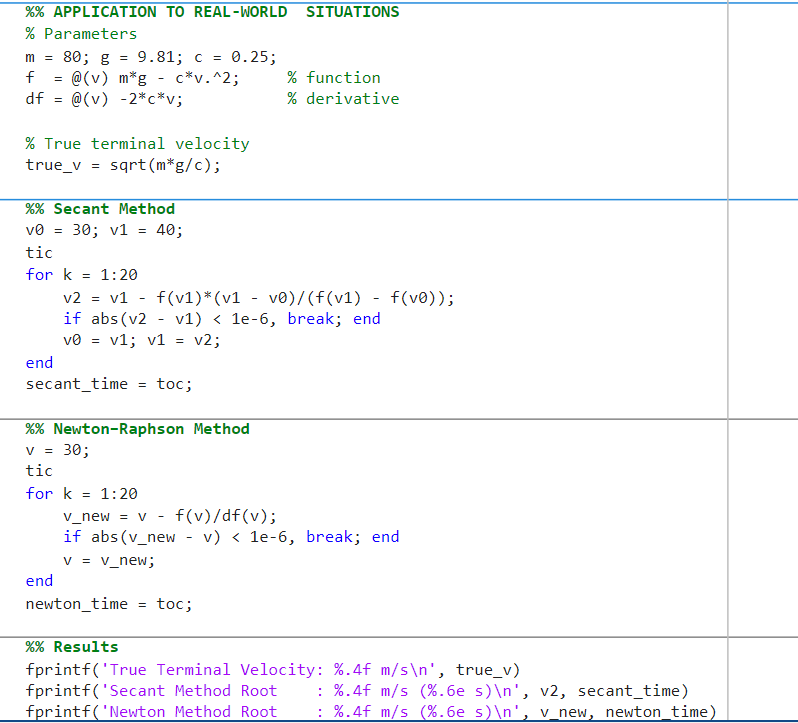 %% APPLICATION TO REAL-WORLD  SITUATIONS
% Parameters
m = 80; g = 9.81; c = 0.25;
f  = @(v) m*g - c*v.^2;     % function
df = @(v) -2*c*v;           % derivative
% True terminal velocity
true_v = sqrt(m*g/c);
%% Secant Method
v0 = 30; v1 = 40;
tic
for k = 1:20
    v2 = v1 - f(v1)*(v1 - v0)/(f(v1) - f(v0));
    if abs(v2 - v1) < 1e-6, break; end
    v0 = v1; v1 = v2;
end
secant_time = toc;
%% Newton-Raphson Method
v = 30;
tic
for k = 1:20
    v_new = v - f(v)/df(v);
    if abs(v_new - v) < 1e-6, break; end
    v = v_new;
end
newton_time = toc;
%% Results
fprintf('True Terminal Velocity: %.4f m/s\n', true_v)
fprintf('Secant Method Root    : %.4f m/s (%.6e s)\n', v2, secant_time)
fprintf('Newton Method Root    : %.4f m/s (%.6e s)\n', v_new, newton_time)